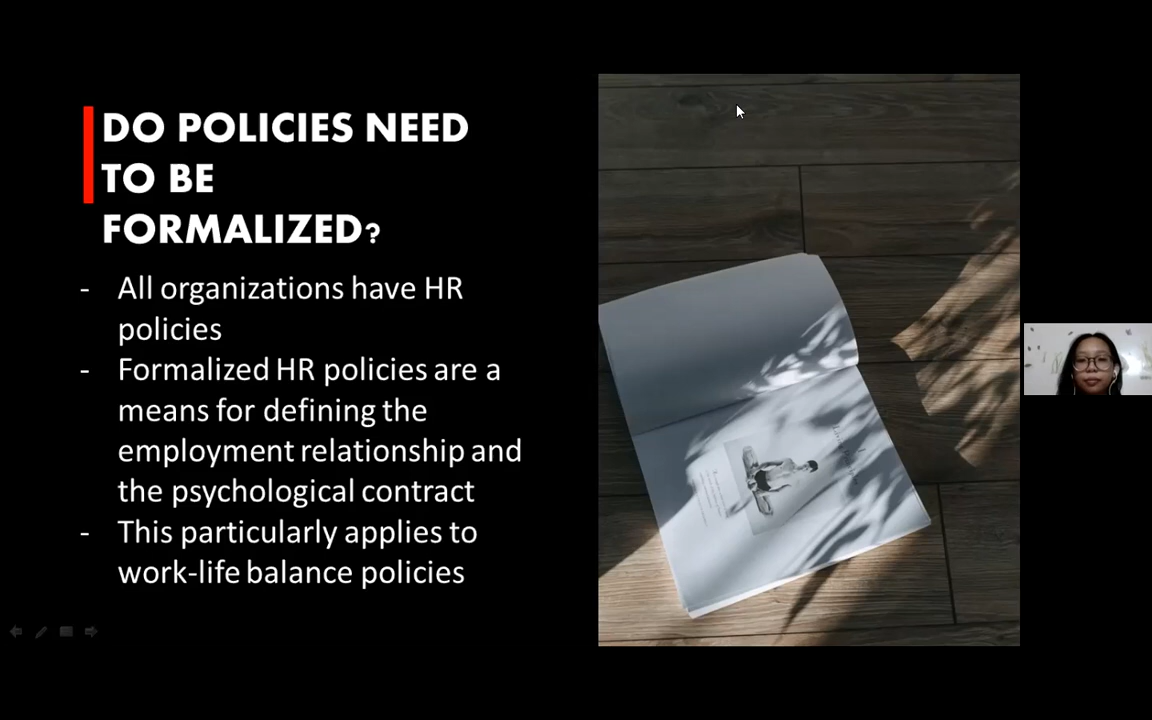 DO POLICIES NEED
TO BE
FORMALIZED?
- All organizations have HR
policies
- Formalized HR policies are a
means for defining the
employment relationship and
the psychological contract
- This particularly applies to
work-life balance policies